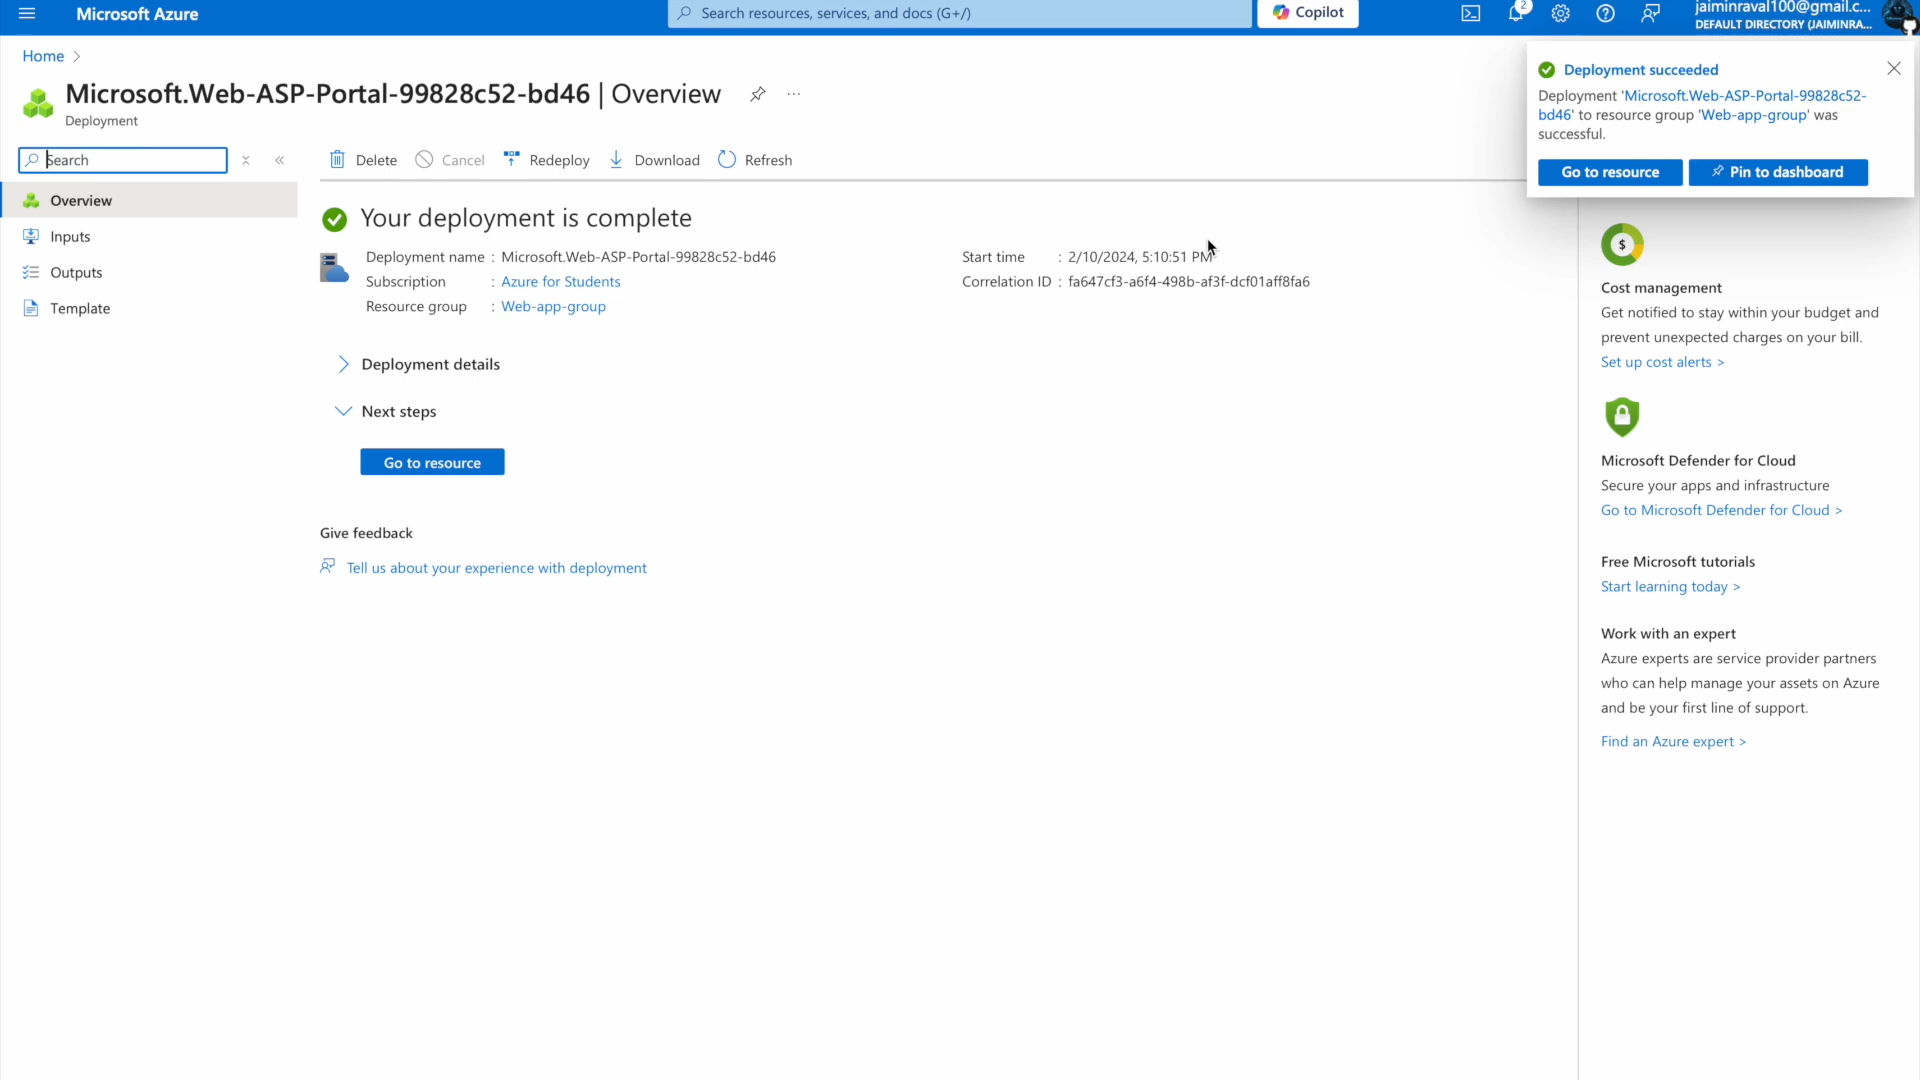 Microsoft Azure
Search resources, services, and docs (G+/)
Copilot
2
jaiminraval100@gmail.c...
DEFAULT DIRECTORY (JAIMINRA...
Home >
Microsoft.Web-ASP-Portal-99828c52-bd46 | Overview
...
Deployment
Search
Delete
Cancel
Redeploy
Download
Refresh
Overview
Inputs
Outputs
Template
Your deployment is complete
Deployment name : Microsoft.Web-ASP-Portal-99828c52-bd46
Subscription : Azure for Students
Resource group : Web-app-group
Start time : 2/10/2024, 5:10:51 PM
Correlation ID : fa647cf3-a6f4-498b-af3f-dcf01aff8fa6
Deployment details
Next steps
Go to resource
Give feedback
Tell us about your experience with deployment
Deployment succeeded
Deployment 'Microsoft.Web-ASP-Portal-99828c52-
bd46' to resource group 'Web-app-group' was
successful.
Go to resource
Pin to dashboard
$
Cost management
Get notified to stay within your budget and
prevent unexpected charges on your bill.
Set up cost alerts >
Microsoft Defender for Cloud
Secure your apps and infrastructure
Go to Microsoft Defender for Cloud >
Free Microsoft tutorials
Start learning today >
Work with an expert
Azure experts are service provider partners
who can help manage your assets on Azure
and be your first line of support.
Find an Azure expert >